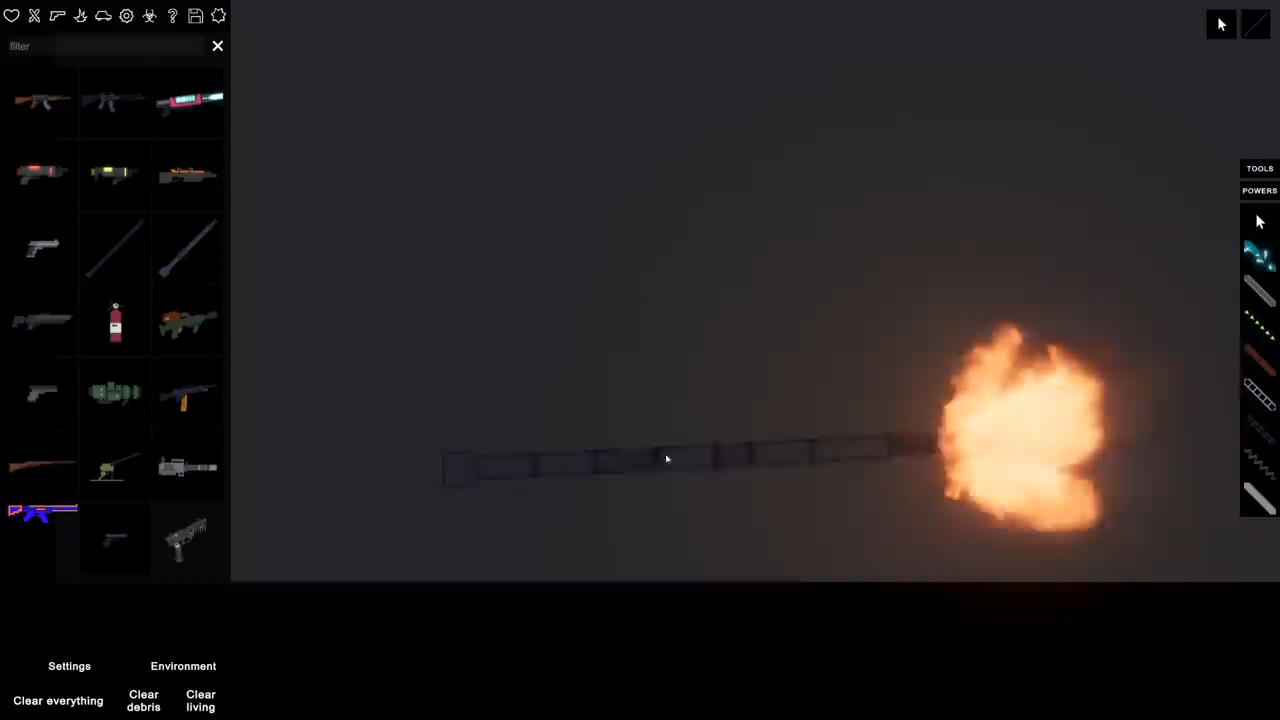 filter
TOOLS
POWERS
Settings
Environment
Clear everything
Clear debris
Clear living